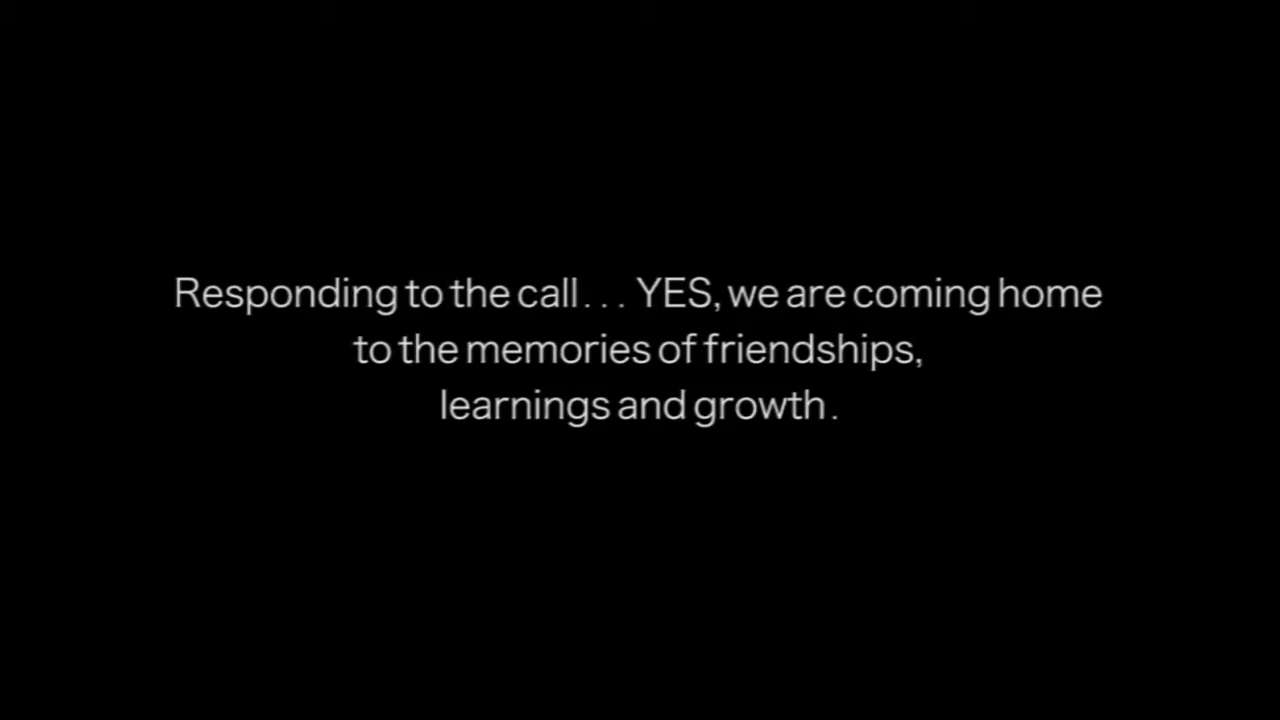 Responding to the call... YES, we are coming home
to the memories of friendships,
learnings and growth.